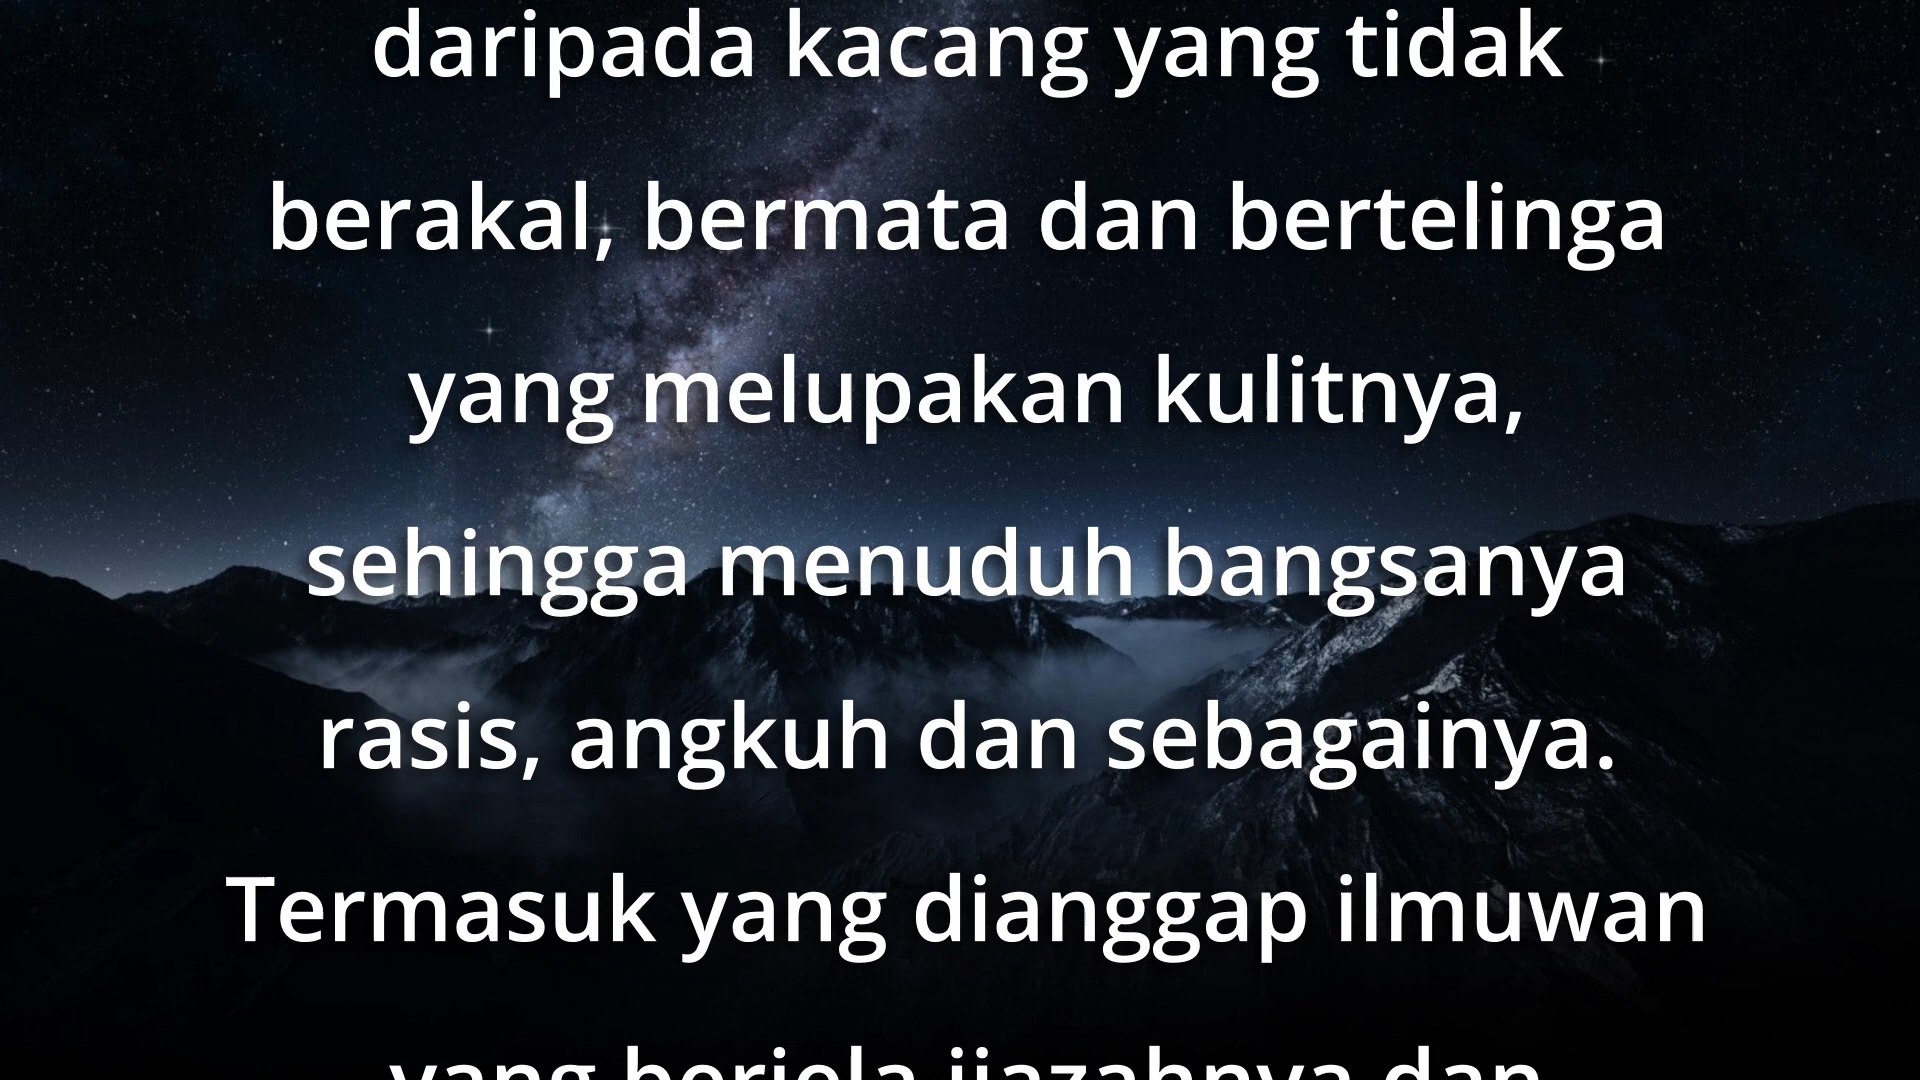 daripada kacang yang tidak
berakal, bermata dan bertelinga
yang melupakan kulitnya,
sehingga menuduh bangsanya
rasis, angkuh dan sebagainya.
Termasuk yang dianggap ilmuwan
yang berjela ijazahnya dan